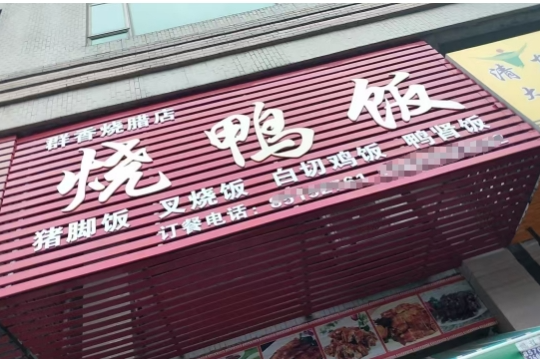 群香烧腊店
烧鸭饭
猪脚饭 叉烧饭 白切鸡饭 鸭肾饭
订餐电话：
清